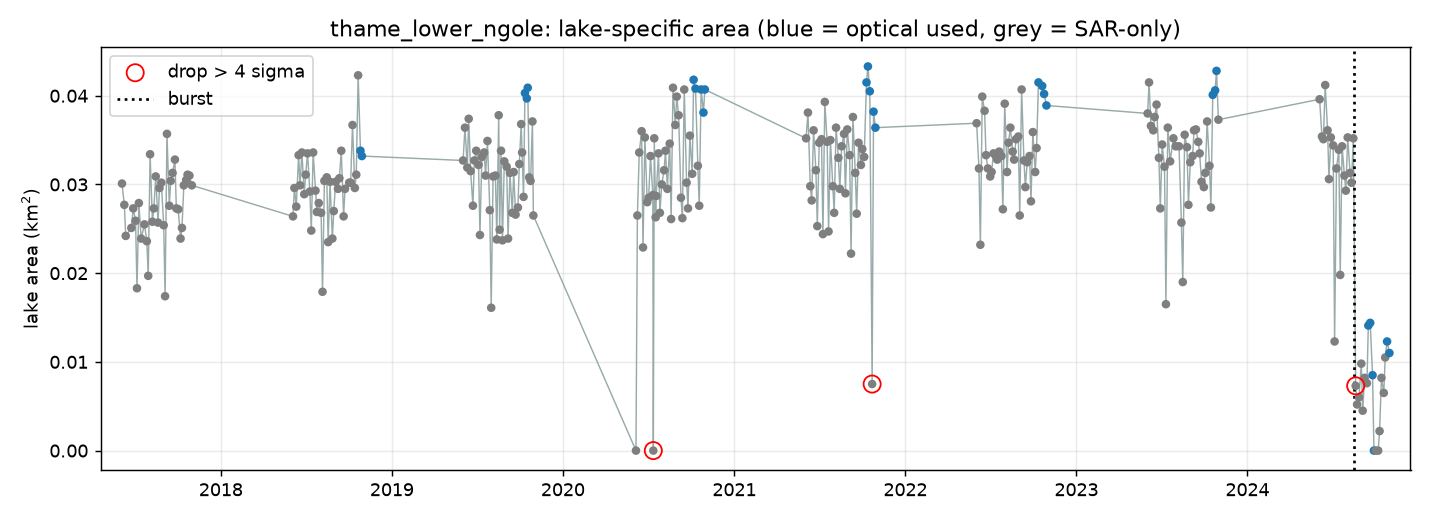 thame_lower_ngole: lake-specific area (blue = optical used, grey = SAR-only)
drop > 4 sigma
burst
lake area (km²)
0.04
0.03
0.02
0.01
0.00
2018 2019 2020 2021 2022 2023 2024